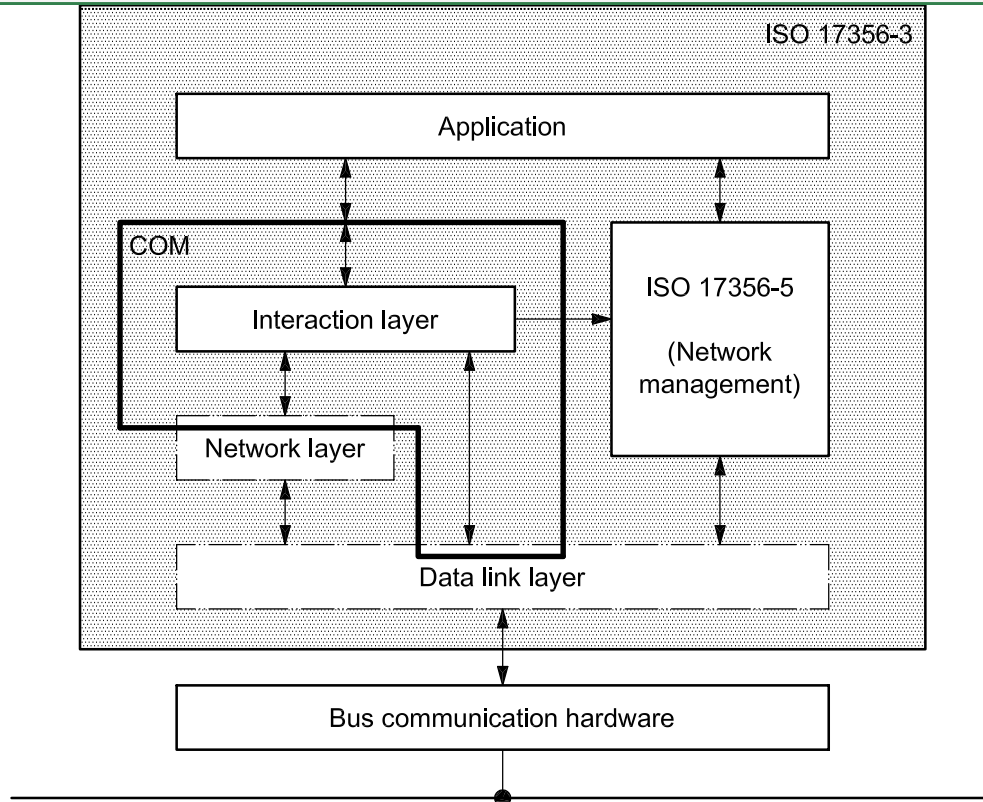 ISO 17356-3
Application
COM
ISO 17356-5
Interaction layer
(Network
management)
Network layer
Data link layer
Bus communication hardware